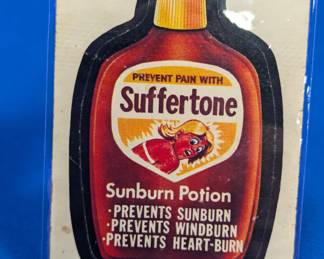 PREVENT PAIN WITH
Suffertone
Sunburn Potion
·PREVENTS SUNBURN
·PREVENTS WINDBURN
·PREVENTS HEART-BURN